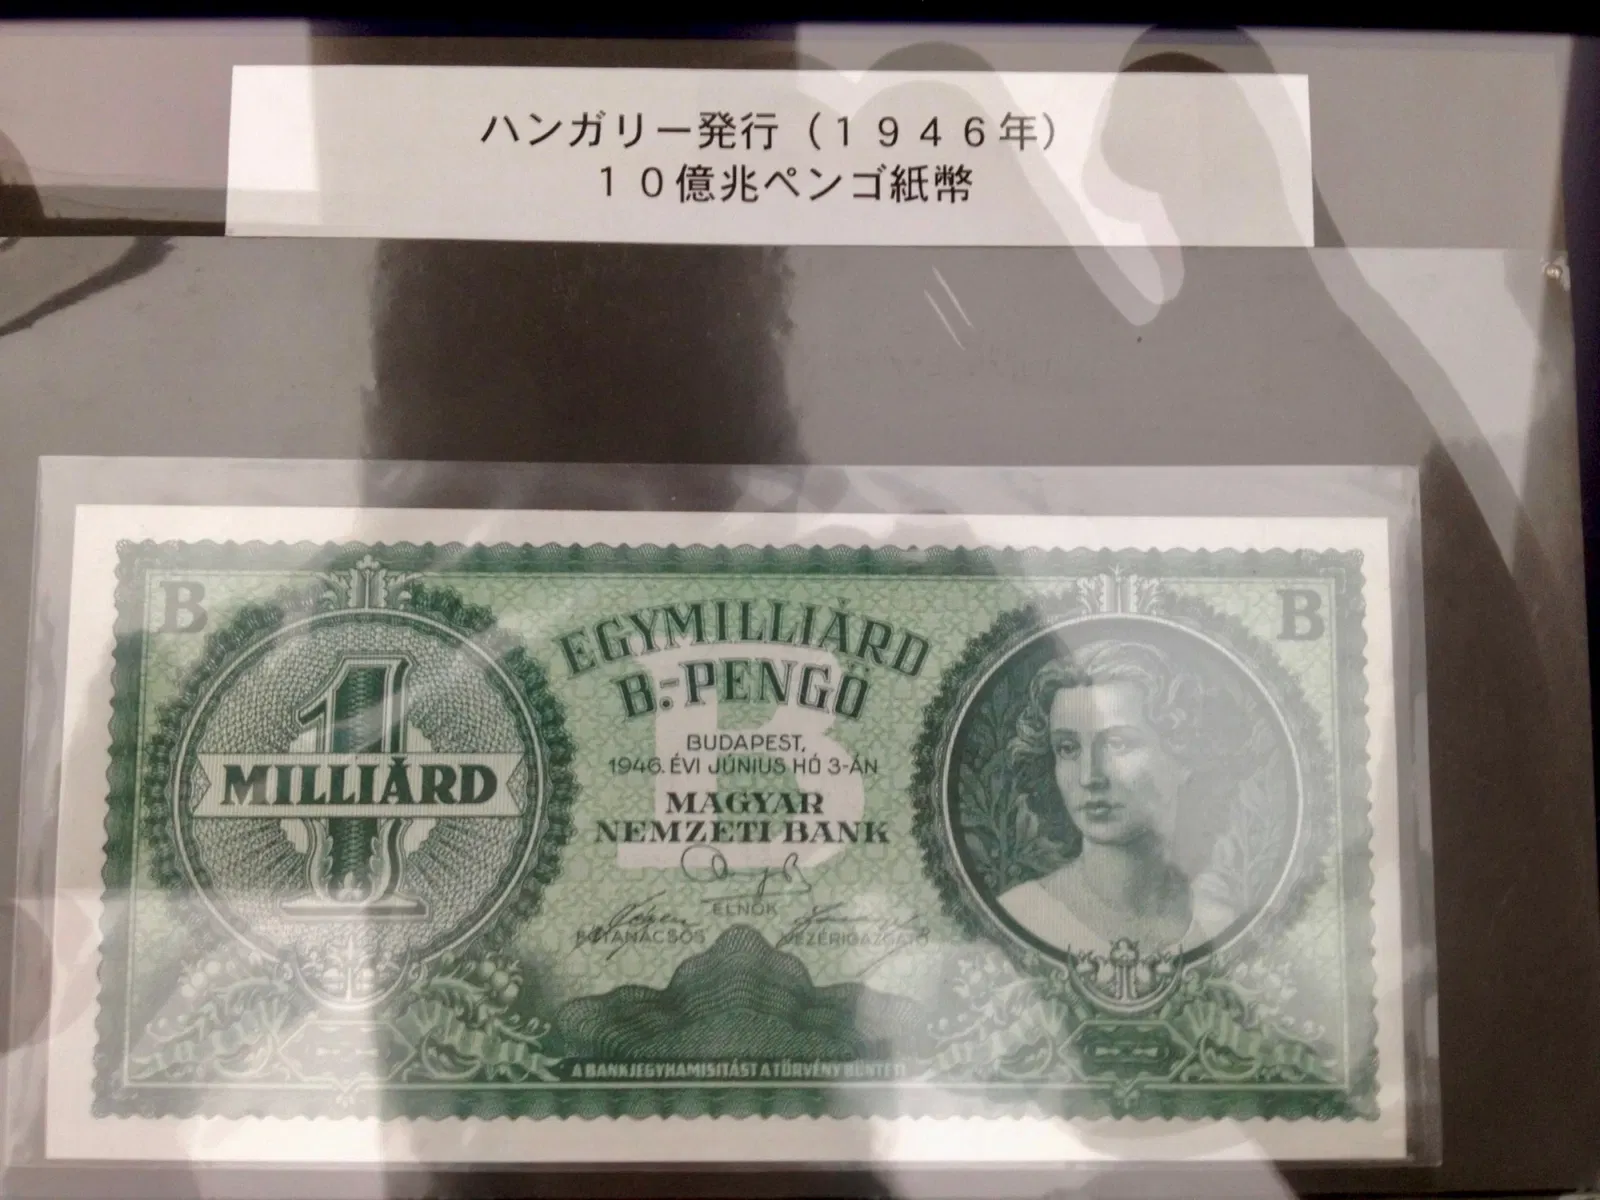 ハンガリー発行（１９４６年）
１０億兆ペンゴ紙幣
B
B
EGYMILLIÁRD
B.-PENGŐ
1
MILLIÁRD
B
BUDAPEST,
1946. ÉVI JÚNIUS HÓ 3-ÁN
MAGYAR
NEMZETI BANK
ELNÖK
FŐTANÁCSOS
VEZÉRIGAZGATÓ
A BANKJEGYHAMISÍTÁST A TÖRVÉNY BÜNTETI